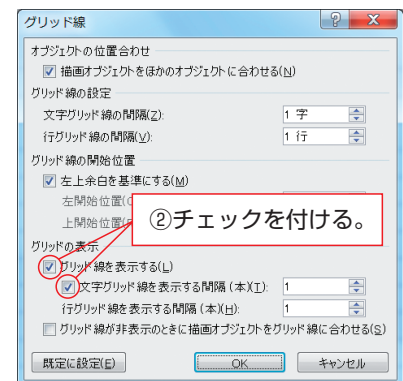 グリッド線
オブジェクトの位置合わせ
描画オブジェクトをほかのオブジェクトに合わせる(N)
グリッド線の設定
文字グリッド線の間隔(Z): 1 字
行グリッド線の間隔(V): 1 行
グリッド線の開始位置
左上余白を基準にする(M)
左開始位置(
上開始位置(
②チェックを付ける。
グリッドの表示
グリッド線を表示する(L)
文字グリッド線を表示する間隔(本)(T): 1
行グリッド線を表示する間隔(本)(H): 1
グリッド線が非表示のときに描画オブジェクトをグリッド線に合わせる(S)
既定に設定(E) OK キャンセル